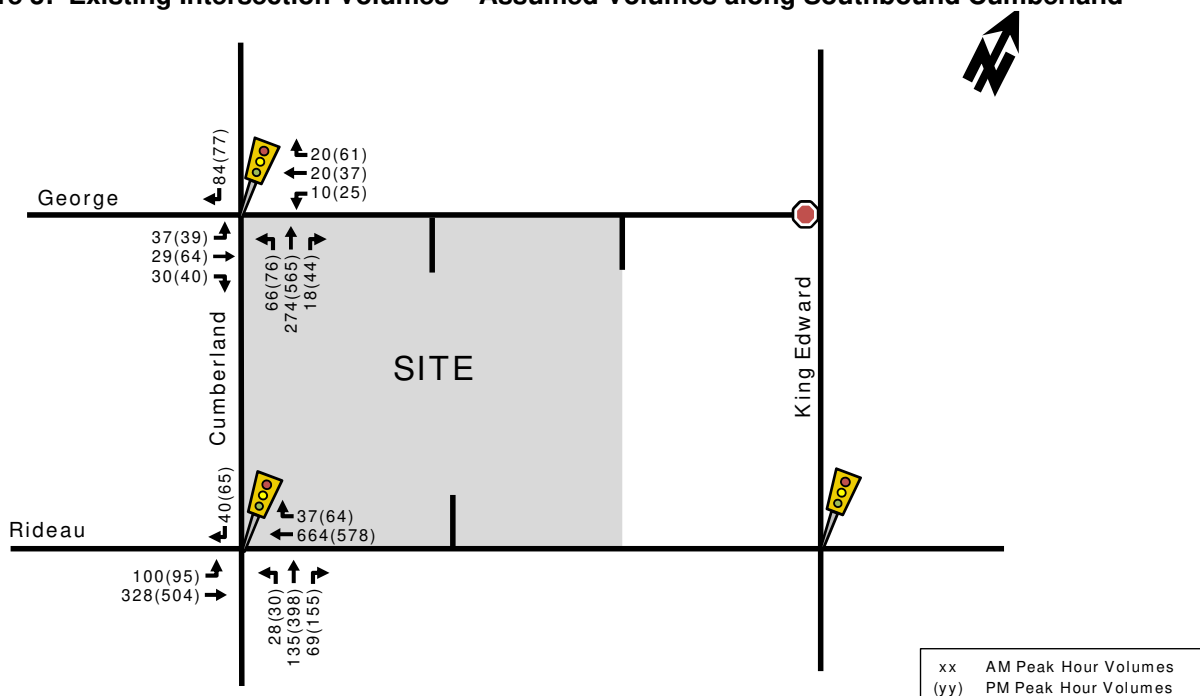 Existing Intersection Volumes – Assumed Volumes along Southbound Cumberland
N
84(77)
20(61)
20(37)
10(25)
George
37(39)
29(64)
30(40)
66(76)
274(565)
18(44)
Cumberland
SITE
King Edward
40(65)
37(64)
664(578)
Rideau
100(95)
328(504)
28(30)
135(398)
69(155)
xx AM Peak Hour Volumes
(yy) PM Peak Hour Volumes